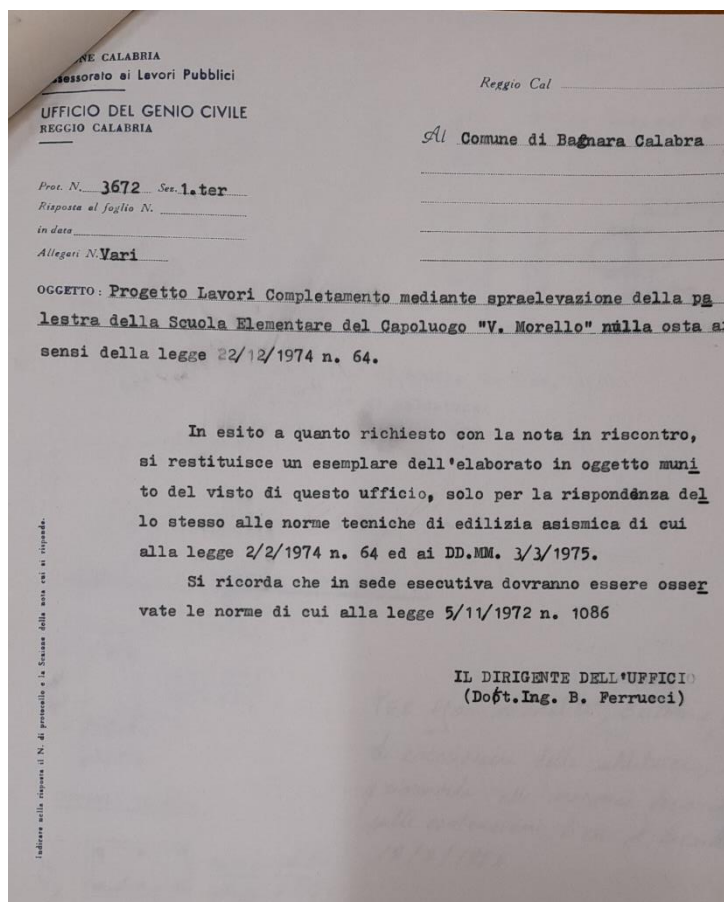 NE CALABRIA
ssessorato ai Lavori Pubblici
UFFICIO DEL GENIO CIVILE
REGGIO CALABRIA
Reggio Cal
Al Comune di Bagnara Calabra
Prot. N. 3672 Sez. 1.ter
Risposta al foglio N.
in data
Allegati N. Vari
OGGETTO: Progetto Lavori Completamento mediante spraelevazione della pa
lestra della Scuola Elementare del Capoluogo "V. Morello" nulla osta ai
sensi della legge 22/12/1974 n. 64.
In esito a quanto richiesto con la nota in riscontro,
si restituisce un esemplare dell'elaborato in oggetto muni
to del visto di questo ufficio, solo per la rispondenza del
lo stesso alle norme tecniche di edilizia asismica di cui
alla legge 2/2/1974 n. 64 ed ai DD.MM. 3/3/1975.
Si ricorda che in sede esecutiva dovranno essere osser
vate le norme di cui alla legge 5/11/1972 n. 1086
IL DIRIGENTE DELL'UFFICIO
(Dott.Ing. B. Ferrucci)
Indicare nella risposta il N. di protocollo e la Sezione della nota cui si risponde.